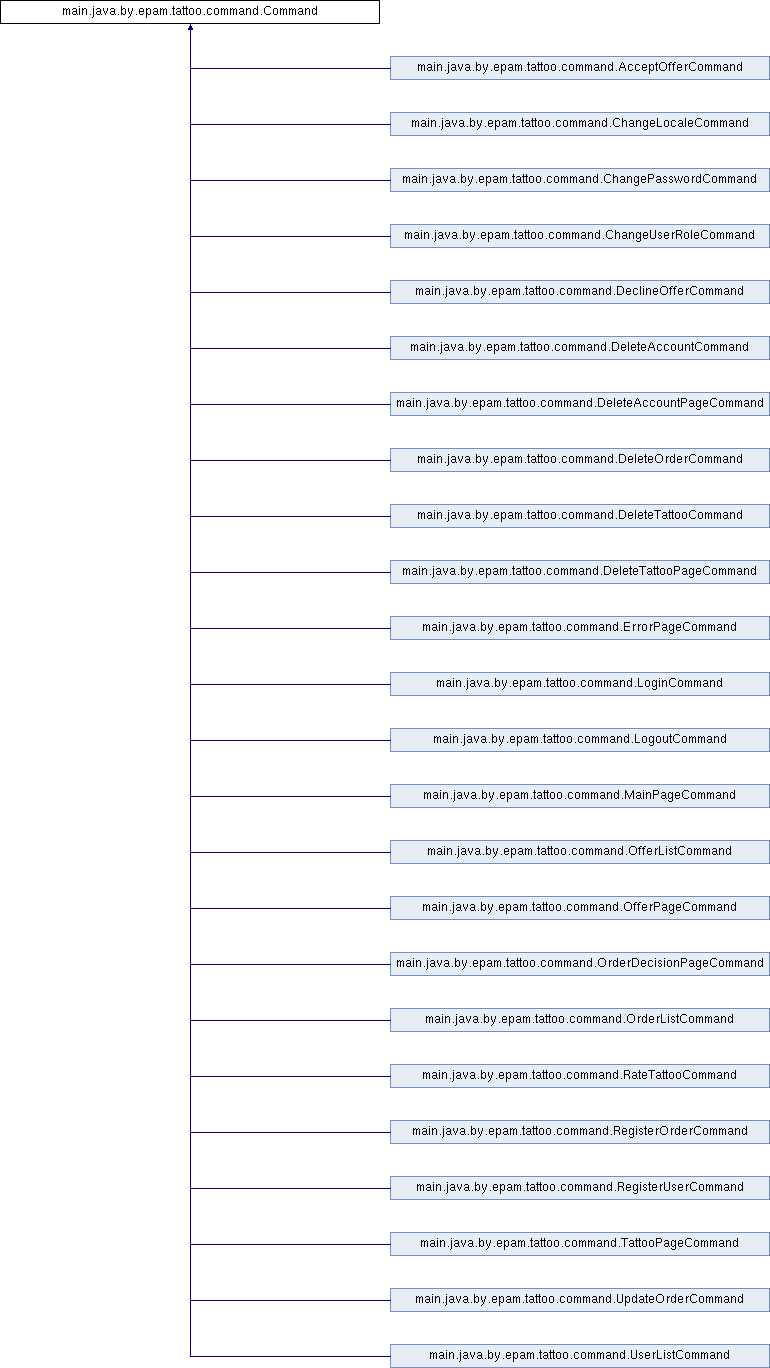 main.java.by.epam.tattoo.command.Command
main.java.by.epam.tattoo.command.AcceptOfferCommand
main.java.by.epam.tattoo.command.ChangeLocaleCommand
main.java.by.epam.tattoo.command.ChangePasswordCommand
main.java.by.epam.tattoo.command.ChangeUserRoleCommand
main.java.by.epam.tattoo.command.DeclineOfferCommand
main.java.by.epam.tattoo.command.DeleteAccountCommand
main.java.by.epam.tattoo.command.DeleteAccountPageCommand
main.java.by.epam.tattoo.command.DeleteOrderCommand
main.java.by.epam.tattoo.command.DeleteTattooCommand
main.java.by.epam.tattoo.command.DeleteTattooPageCommand
main.java.by.epam.tattoo.command.ErrorPageCommand
main.java.by.epam.tattoo.command.LoginCommand
main.java.by.epam.tattoo.command.LogoutCommand
main.java.by.epam.tattoo.command.MainPageCommand
main.java.by.epam.tattoo.command.OfferListCommand
main.java.by.epam.tattoo.command.OfferPageCommand
main.java.by.epam.tattoo.command.OrderDecisionPageCommand
main.java.by.epam.tattoo.command.OrderListCommand
main.java.by.epam.tattoo.command.RateTattooCommand
main.java.by.epam.tattoo.command.RegisterOrderCommand
main.java.by.epam.tattoo.command.RegisterUserCommand
main.java.by.epam.tattoo.command.TattooPageCommand
main.java.by.epam.tattoo.command.UpdateOrderCommand
main.java.by.epam.tattoo.command.UserListCommand